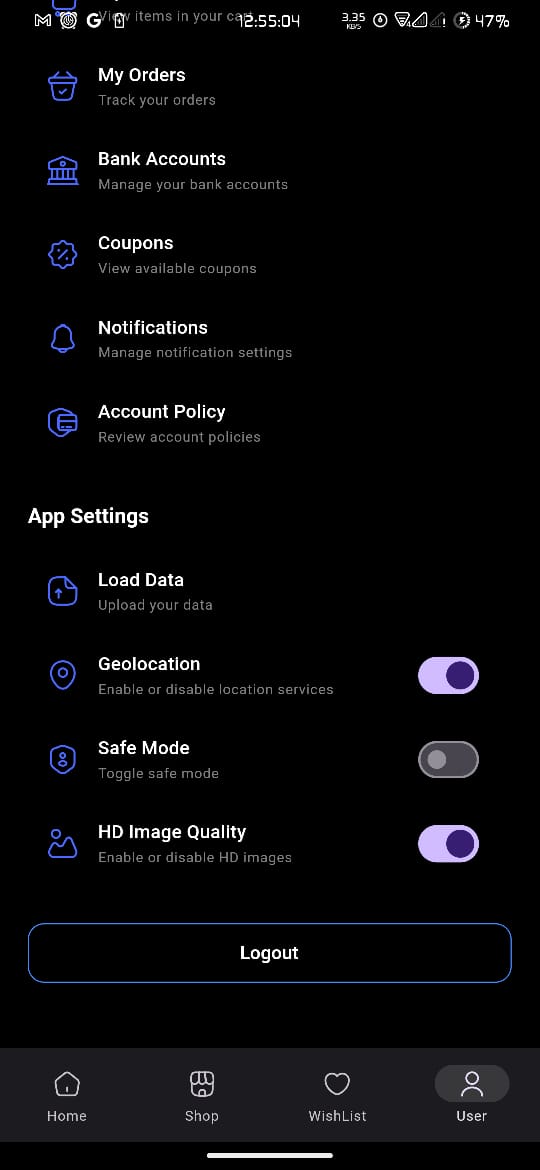 View items in your cart
12:55:04
3.35
KB/S
47%
My Orders
Track your orders
Bank Accounts
Manage your bank accounts
Coupons
View available coupons
Notifications
Manage notification settings
Account Policy
Review account policies
App Settings
Load Data
Upload your data
Geolocation
Enable or disable location services
Safe Mode
Toggle safe mode
HD Image Quality
Enable or disable HD images
Logout
Home
Shop
WishList
User